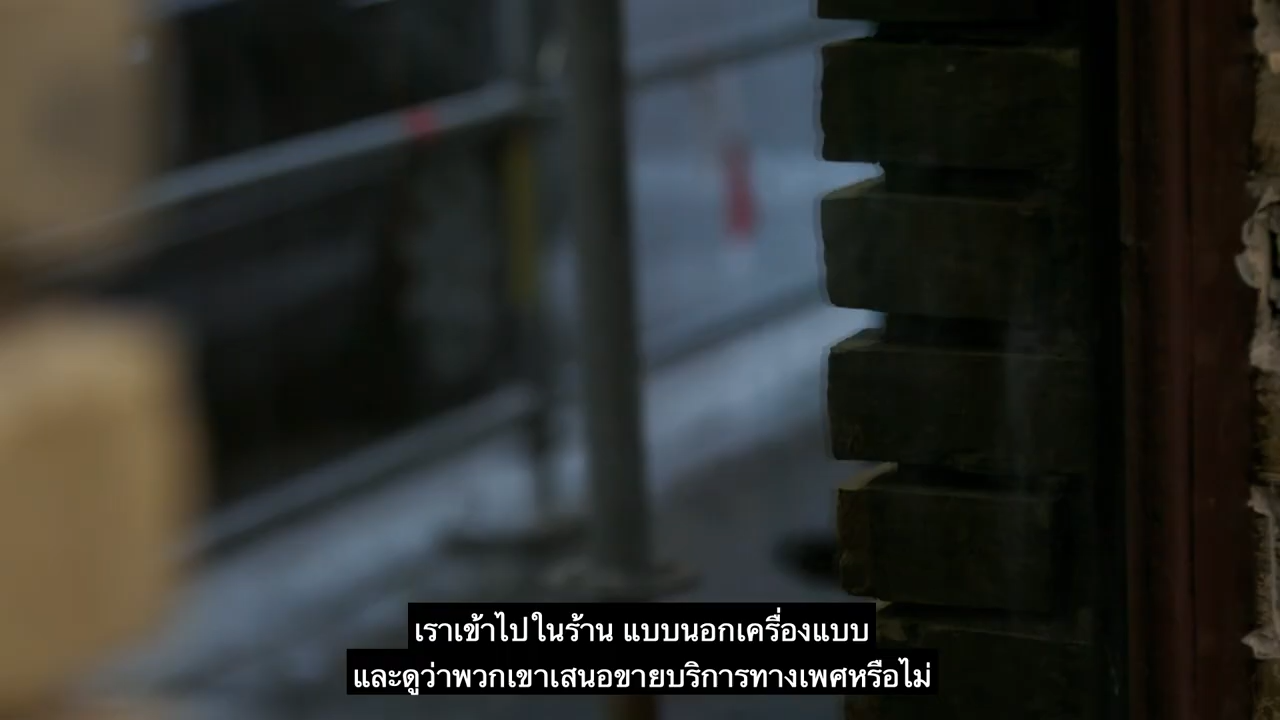 เราเข้าไปในร้าน แบบนอกเครื่องแบบ
และดูว่าพวกเขาเสนอขายบริการทางเพศหรือไม่